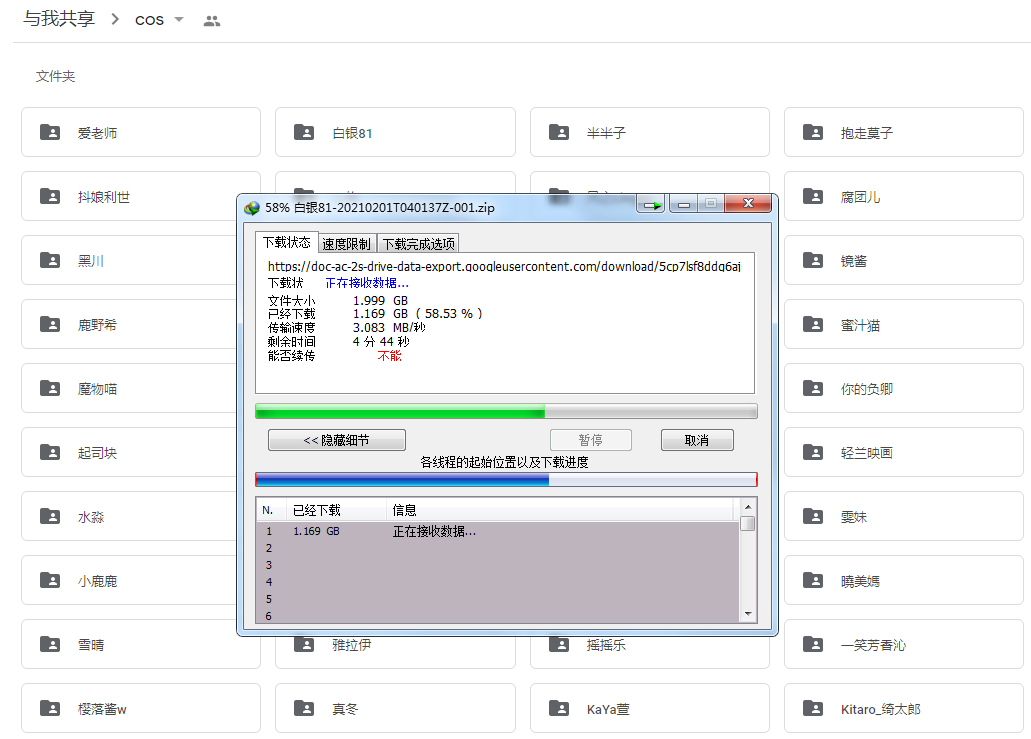 与我共享 > cos
文件夹
爱老师
白银81
半半子
抱走莫子
抖娘利世
腐团儿
58% 白银81-20210201T040137Z-001.zip
下载状态 速度限制 下载完成选项
https://doc-ac-2s-drive-data-export.googleusercontent.com/download/5cp7lsf8ddg6aj
下载状 正在接收数据...
文件大小 1.999 GB
已经下载 1.169 GB ( 58.53 % )
传输速度 3.083 MB/秒
剩余时间 4 分 44 秒
能否续传 不能
<< 隐藏细节 暂停 取消
各线程的起始位置以及下载进度
N. 已经下载 信息
1 1.169 GB 正在接收数据...
2
3
4
5
6
黑川
镜酱
鹿野希
蜜汁猫
魔物喵
你的负卿
起司块
轻兰映画
水淼
雯妹
小鹿鹿
曉美媽
雪晴
雅拉伊
摇摇乐
一笑芳香沁
樱落酱w
真冬
KaYa萱
Kitaro_绮太郎